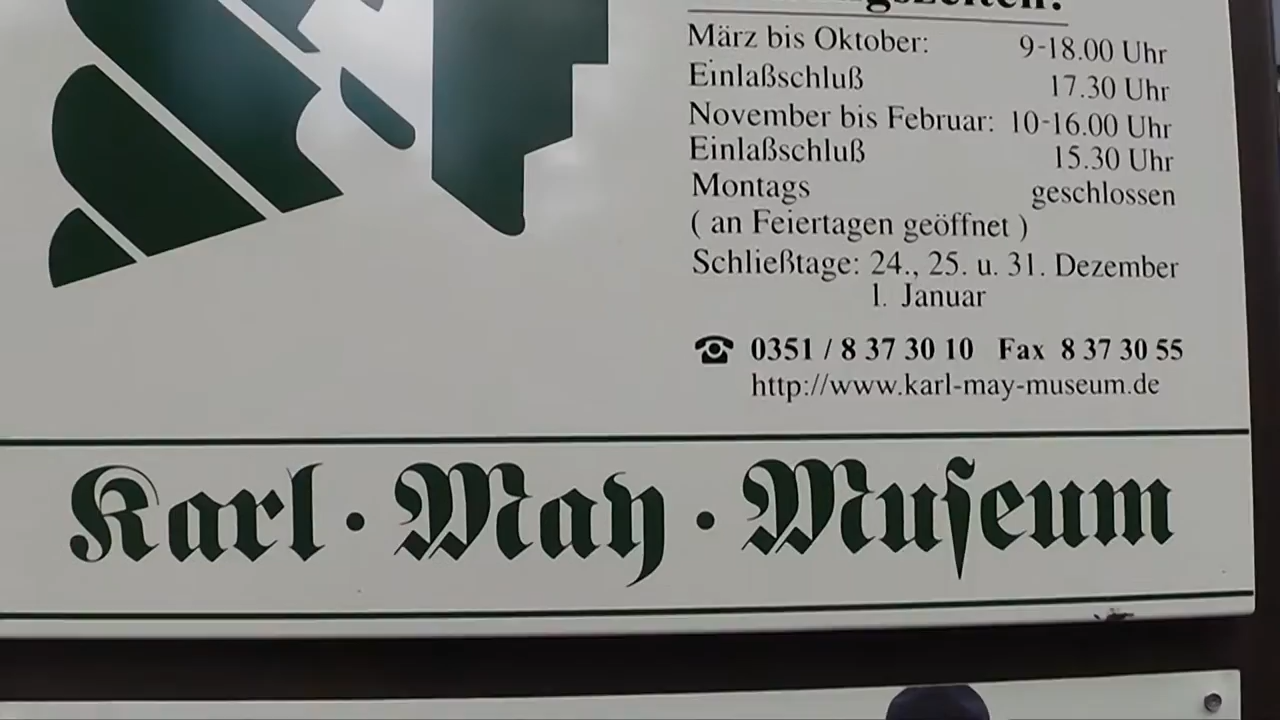 März bis Oktober: 9-18.00 Uhr
Einlaßschluß 17.30 Uhr
November bis Februar: 10-16.00 Uhr
Einlaßschluß 15.30 Uhr
Montags geschlossen
( an Feiertagen geöffnet )
Schließtage: 24., 25. u. 31. Dezember
1. Januar
☎ 0351 / 8 37 30 10 Fax 8 37 30 55
http://www.karl-may-museum.de
Karl · May · Muſeum